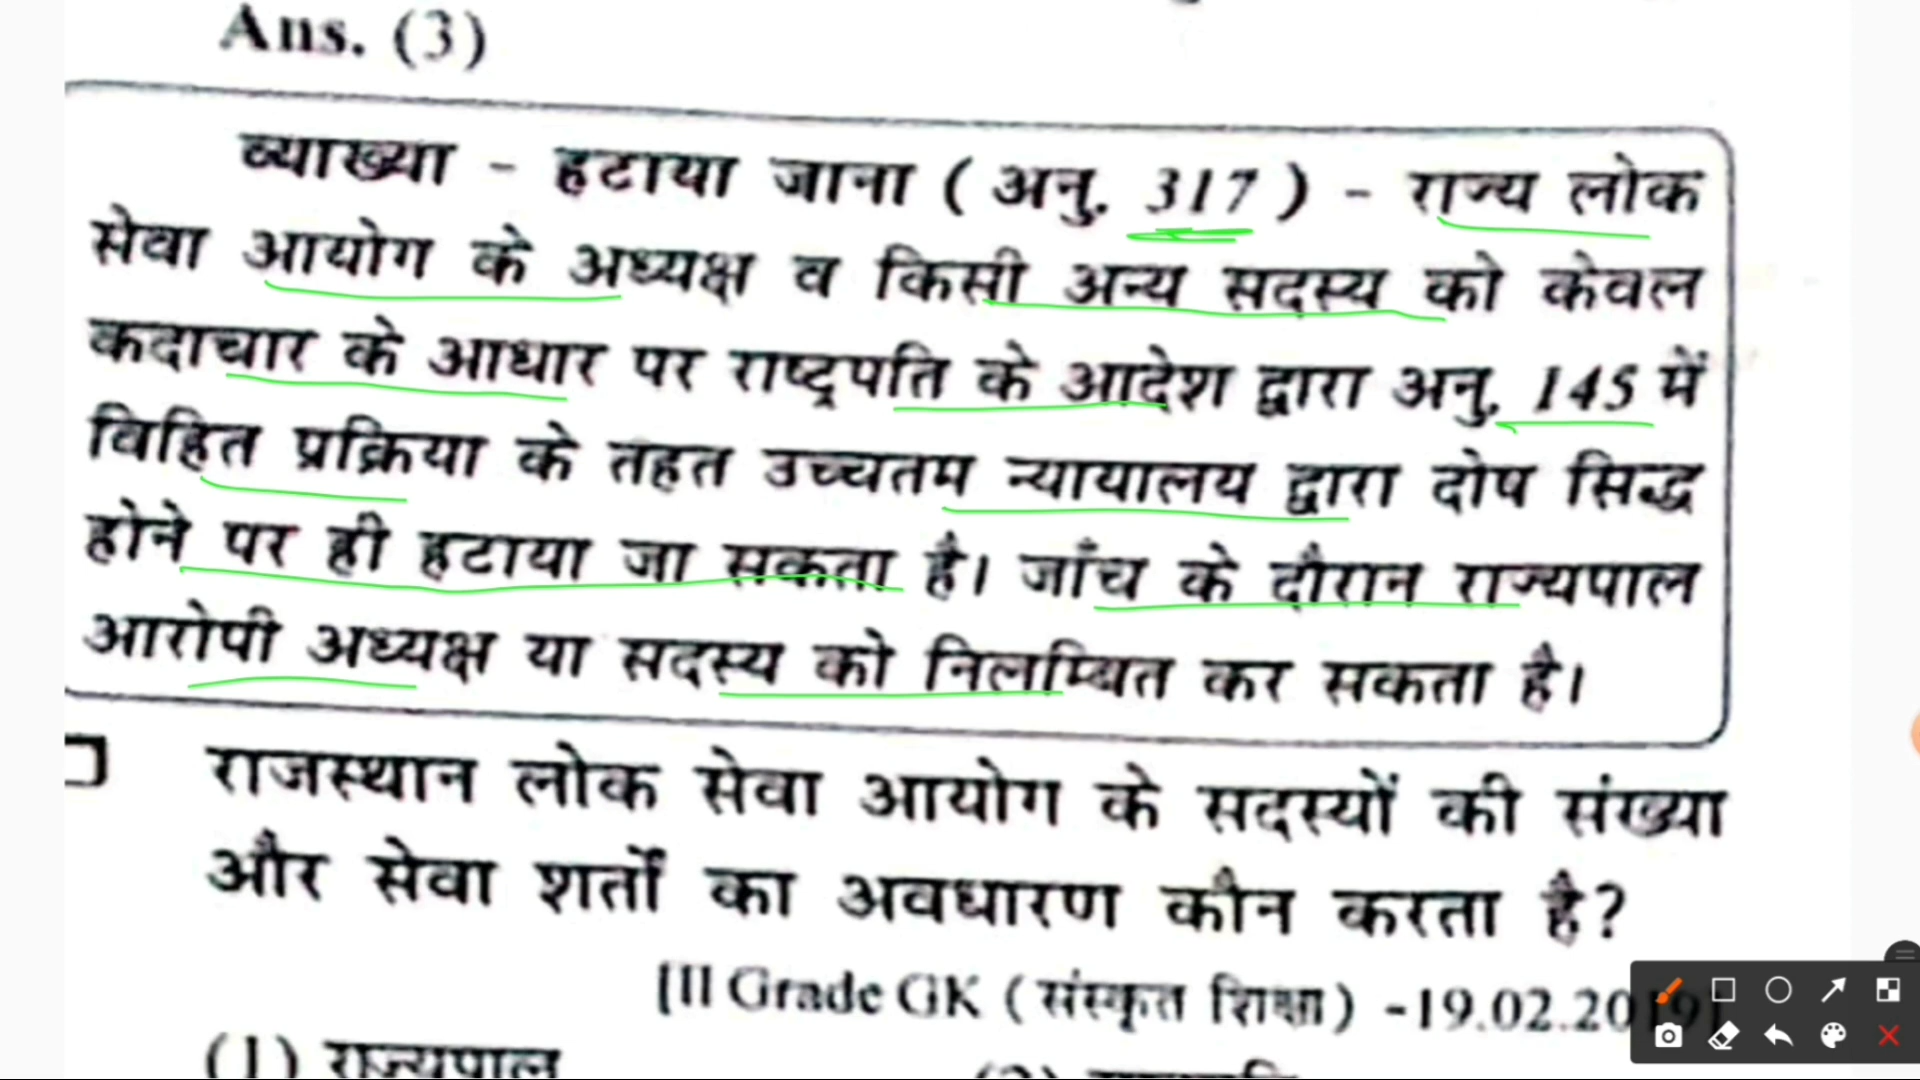 Ans. (3)
व्याख्या - हटाया जाना ( अनु. 317 ) - राज्य लोक
सेवा आयोग के अध्यक्ष व किसी अन्य सदस्य को केवल
कदाचार के आधार पर राष्ट्रपति के आदेश द्वारा अनु. 145 में
विहित प्रक्रिया के तहत उच्चतम न्यायालय द्वारा दोष सिद्ध
होने पर ही हटाया जा सकता है। जाँच के दौरान राज्यपाल
आरोपी अध्यक्ष या सदस्य को निलम्बित कर सकता है।
राजस्थान लोक सेवा आयोग के सदस्यों की संख्या
और सेवा शर्तों का अवधारण कौन करता है?
[II Grade GK ( संस्कृत शिक्षा ) -19.02.2019]
(1) राज्यपाल